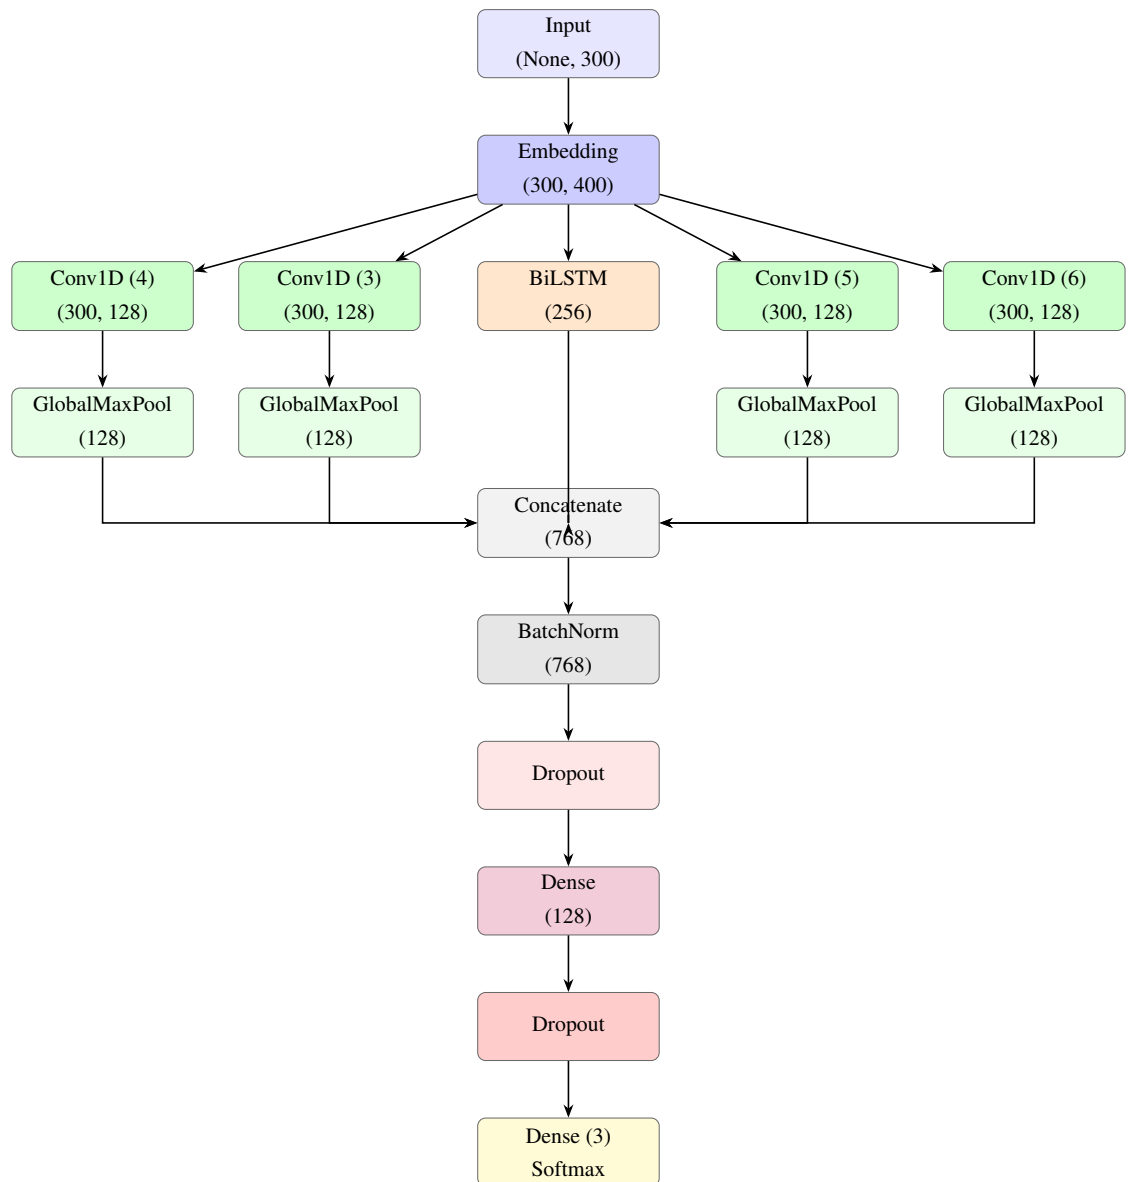 Input
(None, 300)
Embedding
(300, 400)
Conv1D (4)
(300, 128)
Conv1D (3)
(300, 128)
BiLSTM
(256)
Conv1D (5)
(300, 128)
Conv1D (6)
(300, 128)
GlobalMaxPool
(128)
GlobalMaxPool
(128)
GlobalMaxPool
(128)
GlobalMaxPool
(128)
Concatenate
(768)
BatchNorm
(768)
Dropout
Dense
(128)
Dropout
Dense (3)
Softmax